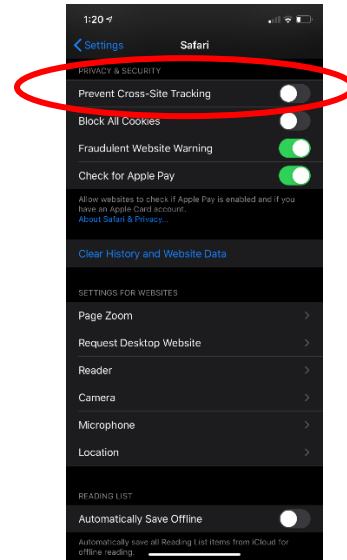 1:20
Settings
Safari
PRIVACY & SECURITY
Prevent Cross-Site Tracking
Block All Cookies
Fraudulent Website Warning
Check for Apple Pay
Allow websites to check if Apple Pay is enabled and if you
have an Apple Card account.
About Safari & Privacy...
Clear History and Website Data
SETTINGS FOR WEBSITES
Page Zoom
Request Desktop Website
Reader
Camera
Microphone
Location
READING LIST
Automatically Save Offline
Automatically save all Reading List items from iCloud for
offline reading.